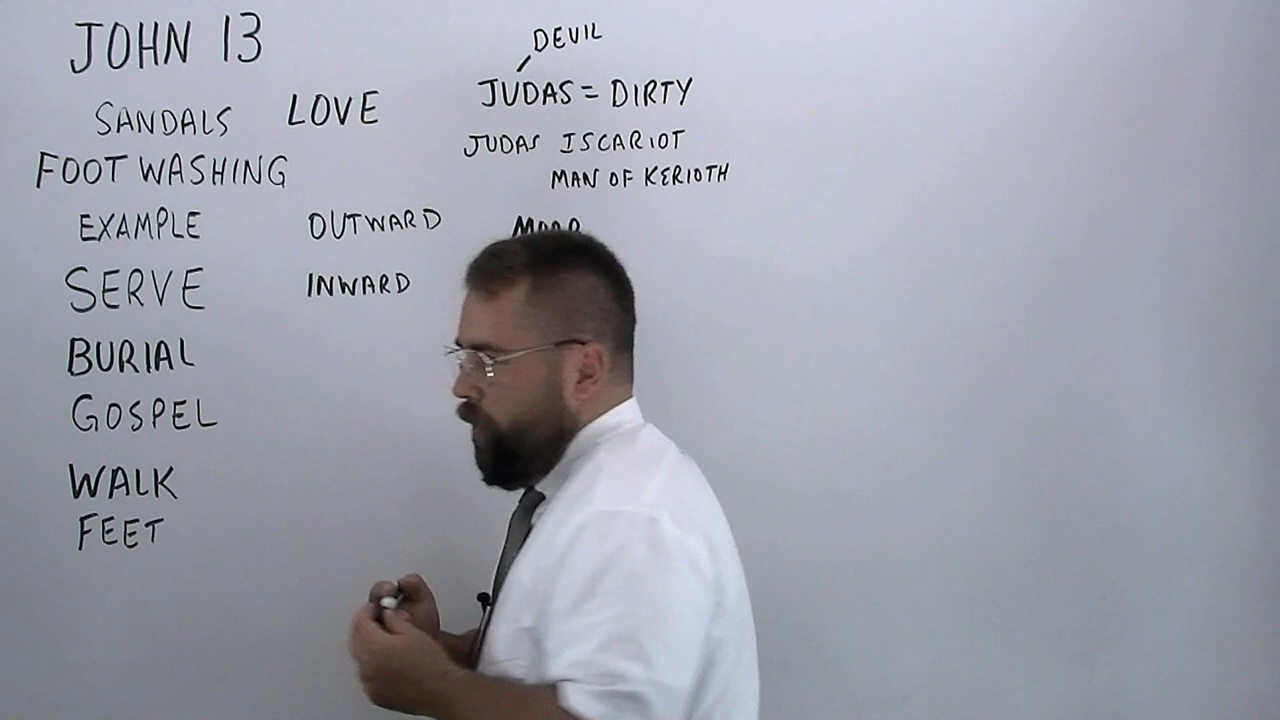 JOHN 13
SANDALS
FOOT WASHING
EXAMPLE
SERVE
BURIAL
GOSPEL
WALK
FEET
LOVE
OUTWARD
INWARD
DEVIL
JUDAS = DIRTY
JUDAS ISCARIOT
MAN OF KERIOTH